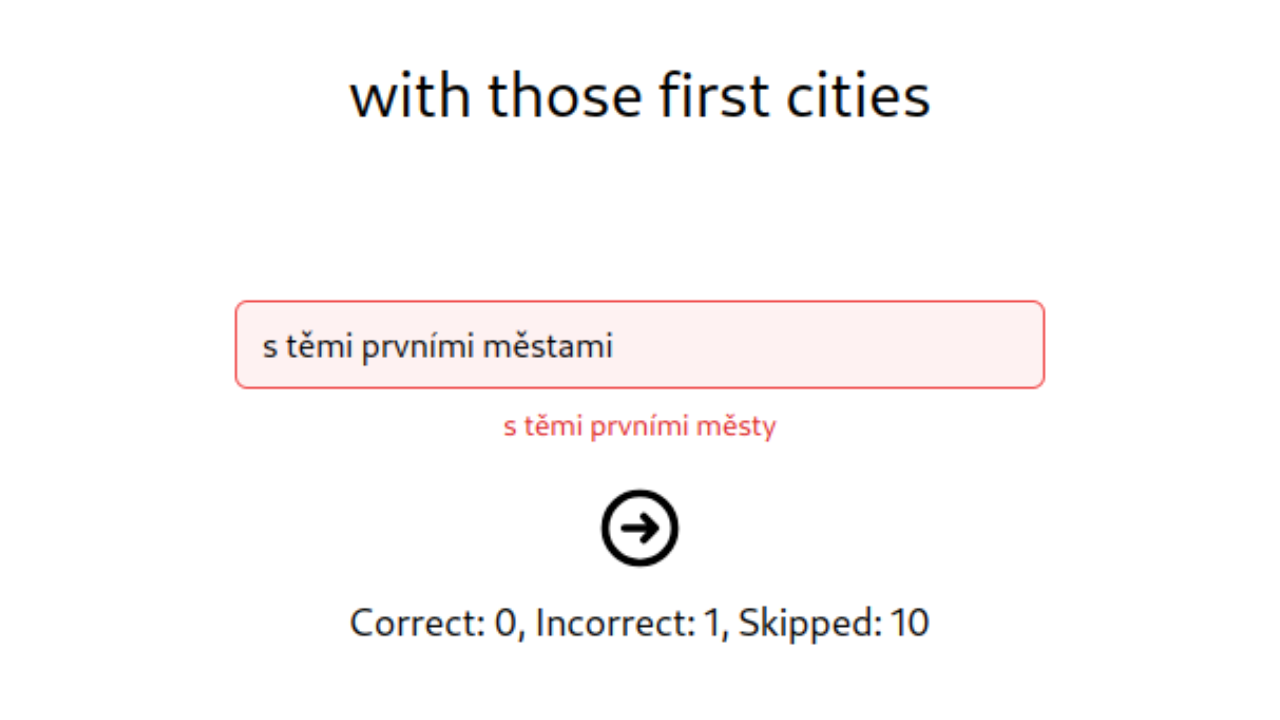 with those first cities
s těmi prvními městami
s těmi prvními městy
Correct: 0, Incorrect: 1, Skipped: 10